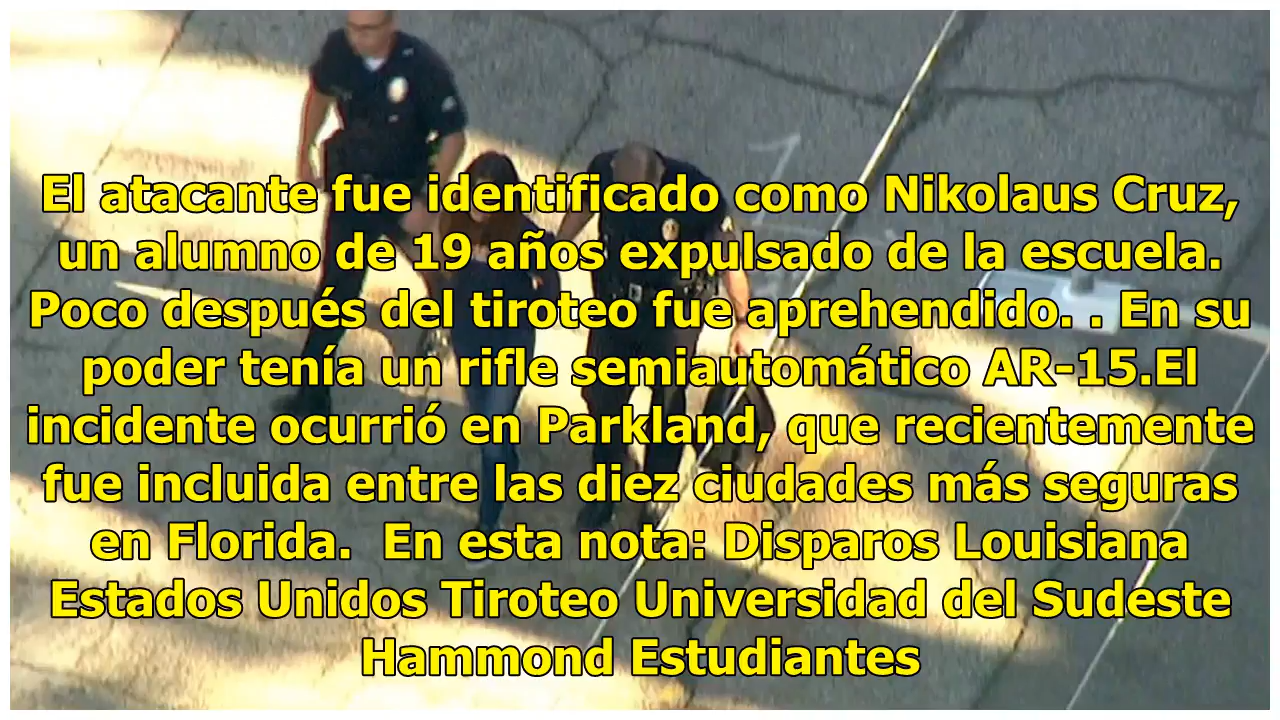 El atacante fue identificado como Nikolaus Cruz,
un alumno de 19 años expulsado de la escuela.
Poco después del tiroteo fue aprehendido. . En su
poder tenía un rifle semiautomático AR-15.El
incidente ocurrió en Parkland, que recientemente
fue incluida entre las diez ciudades más seguras
en Florida.  En esta nota: Disparos Louisiana
Estados Unidos Tiroteo Universidad del Sudeste
Hammond Estudiantes